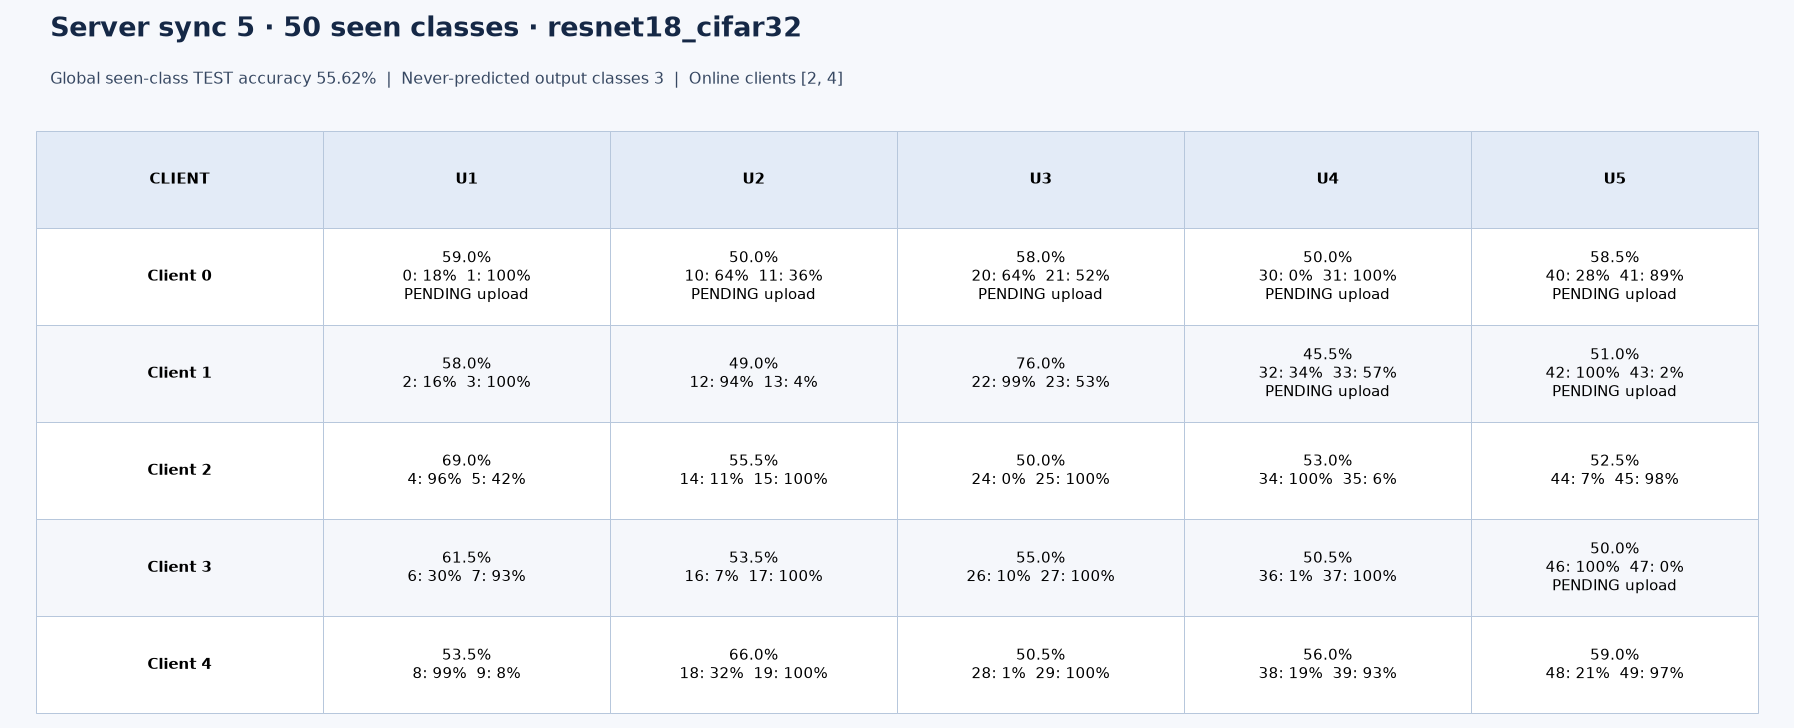 Server sync 5 · 50 seen classes · resnet18_cifar32
Global seen-class TEST accuracy 55.62%  |  Never-predicted output classes 3  |  Online clients [2, 4]
CLIENT
U1
U2
U3
U4
U5
Client 0
59.0%
0: 18%  1: 100%
PENDING upload
50.0%
10: 64%  11: 36%
PENDING upload
58.0%
20: 64%  21: 52%
PENDING upload
50.0%
30: 0%  31: 100%
PENDING upload
58.5%
40: 28%  41: 89%
PENDING upload
Client 1
58.0%
2: 16%  3: 100%
49.0%
12: 94%  13: 4%
76.0%
22: 99%  23: 53%
45.5%
32: 34%  33: 57%
PENDING upload
51.0%
42: 100%  43: 2%
PENDING upload
Client 2
69.0%
4: 96%  5: 42%
55.5%
14: 11%  15: 100%
50.0%
24: 0%  25: 100%
53.0%
34: 100%  35: 6%
52.5%
44: 7%  45: 98%
Client 3
61.5%
6: 30%  7: 93%
53.5%
16: 7%  17: 100%
55.0%
26: 10%  27: 100%
50.5%
36: 1%  37: 100%
50.0%
46: 100%  47: 0%
PENDING upload
Client 4
53.5%
8: 99%  9: 8%
66.0%
18: 32%  19: 100%
50.5%
28: 1%  29: 100%
56.0%
38: 19%  39: 93%
59.0%
48: 21%  49: 97%